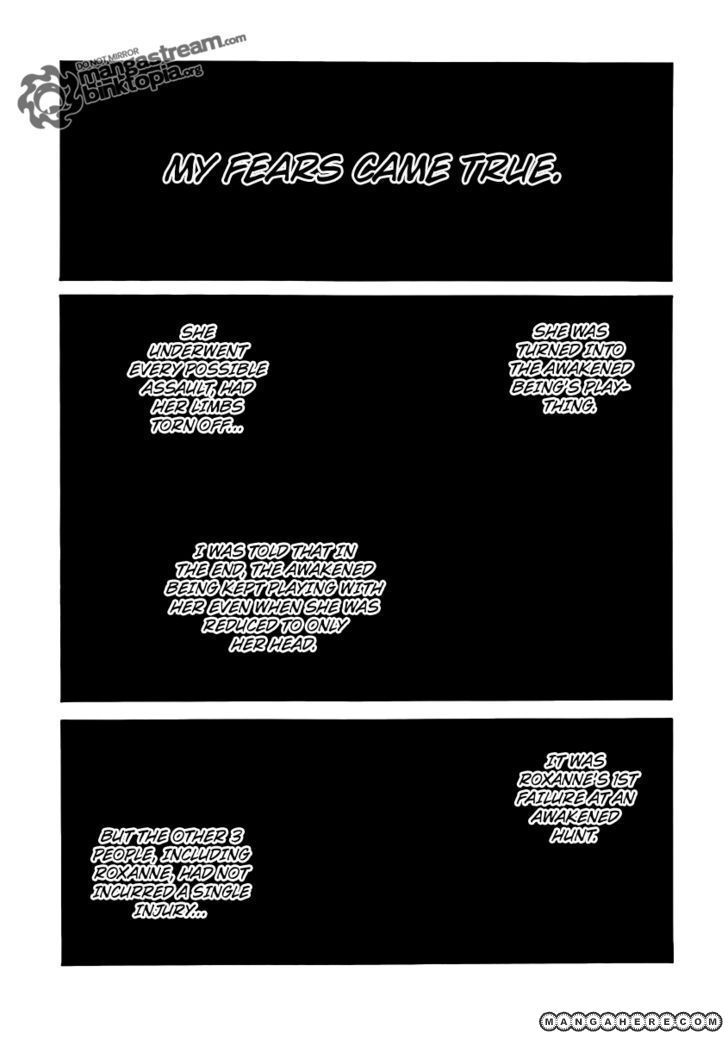 DO NOT MIRROR
mangastream.com
binktopia.org
MY FEARS CAME TRUE.
SHE WAS
TURNED INTO
THE AWAKENED
BEING'S PLAY-
THING.
SHE
UNDERWENT
EVERY POSSIBLE
ASSAULT, HAD
HER LIMBS
TORN OFF...
I WAS TOLD THAT IN
THE END, THE AWAKENED
BEING KEPT PLAYING WITH
HER EVEN WHEN SHE WAS
REDUCED TO ONLY
HER HEAD.
IT WAS
ROXANNE'S 1ST
FAILURE AT AN
AWAKENED
HUNT.
BUT THE OTHER 3
PEOPLE, INCLUDING
ROXANNE, HAD NOT
INCURRED A SINGLE
INJURY...
MANGAHERE.COM